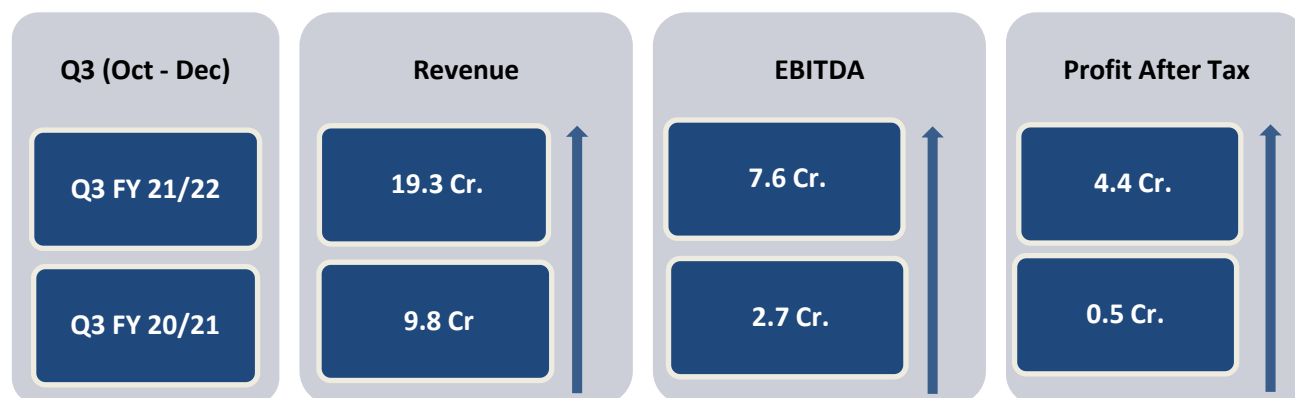 Q3 (Oct - Dec)
Revenue
EBITDA
Profit After Tax
Q3 FY 21/22
19.3 Cr.
7.6 Cr.
4.4 Cr.
Q3 FY 20/21
9.8 Cr
2.7 Cr.
0.5 Cr.